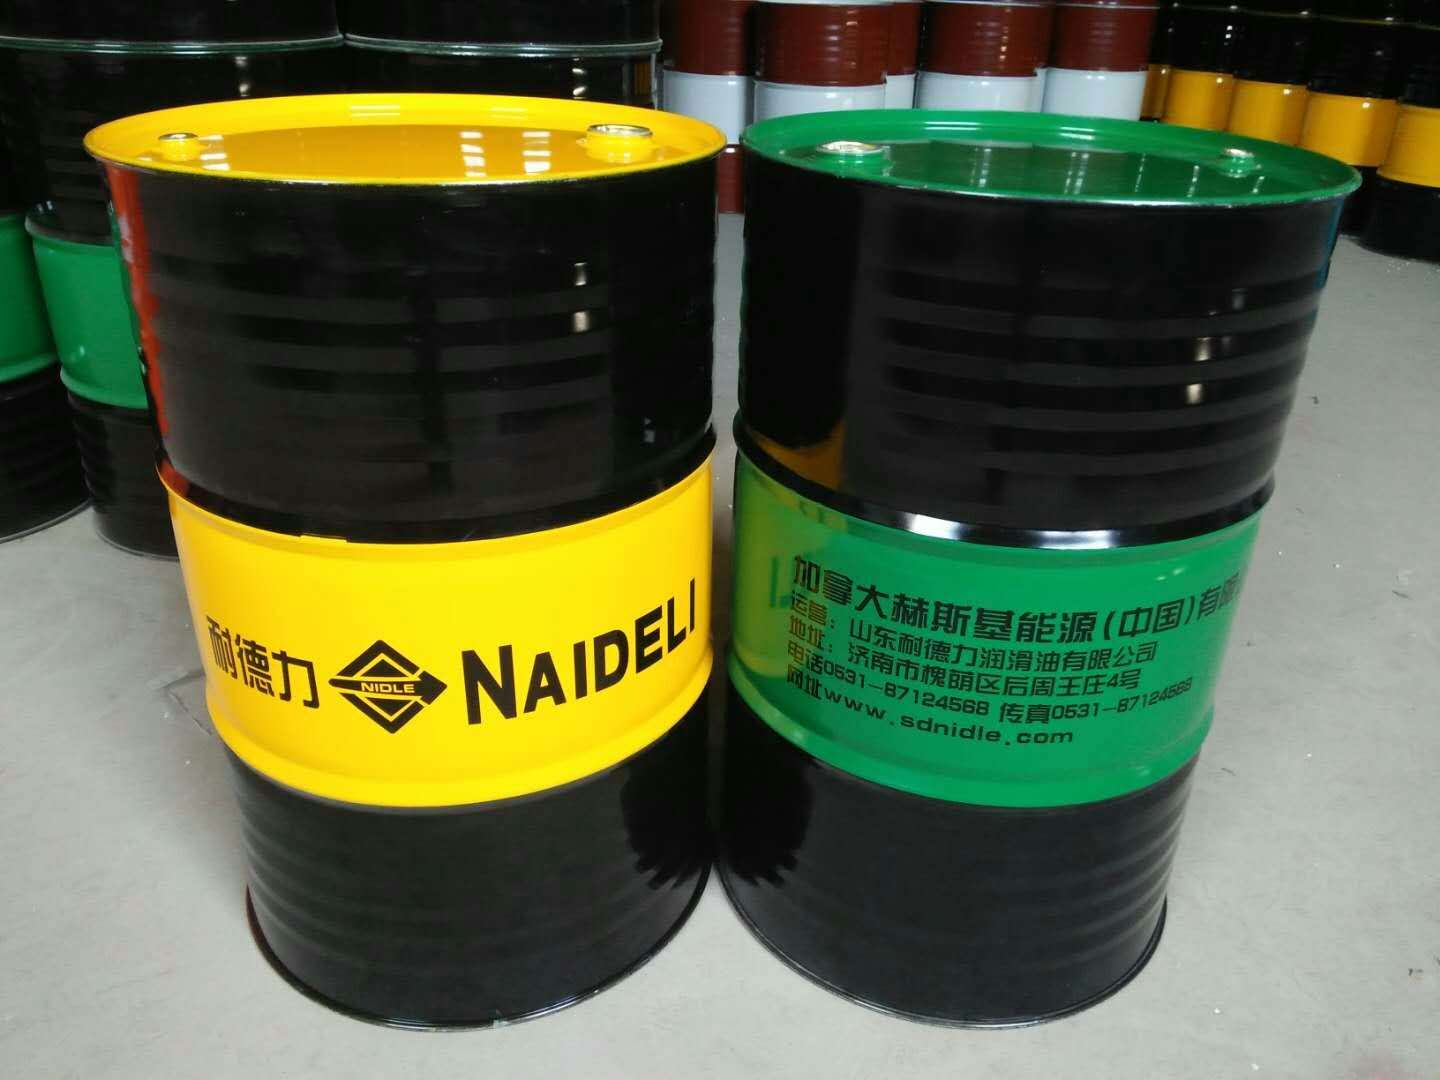 耐德力 NIDLE NAIDELI
加拿大赫斯基能源(中国)有限
运营：山东耐德力润滑油有限公司
地址：济南市槐荫区后周王庄4号
电话0531-87124568 传真0531-87124568
网址www.sdnidle.com